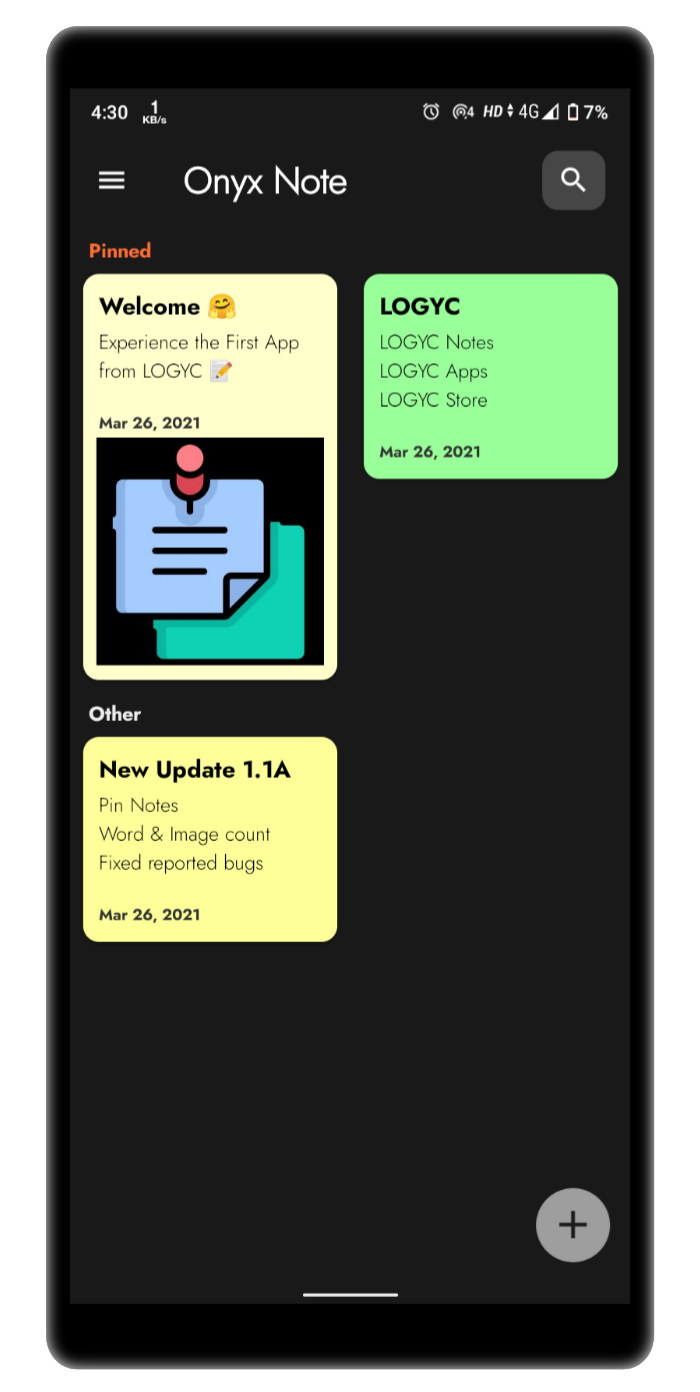 4:30 1 KB/s 4 HD 4G 7%
Onyx Note
Pinned
Welcome 🤗
Experience the First App
from LOGYC 📝
Mar 26, 2021
LOGYC
LOGYC Notes
LOGYC Apps
LOGYC Store
Mar 26, 2021
Other
New Update 1.1A
Pin Notes
Word & Image count
Fixed reported bugs
Mar 26, 2021